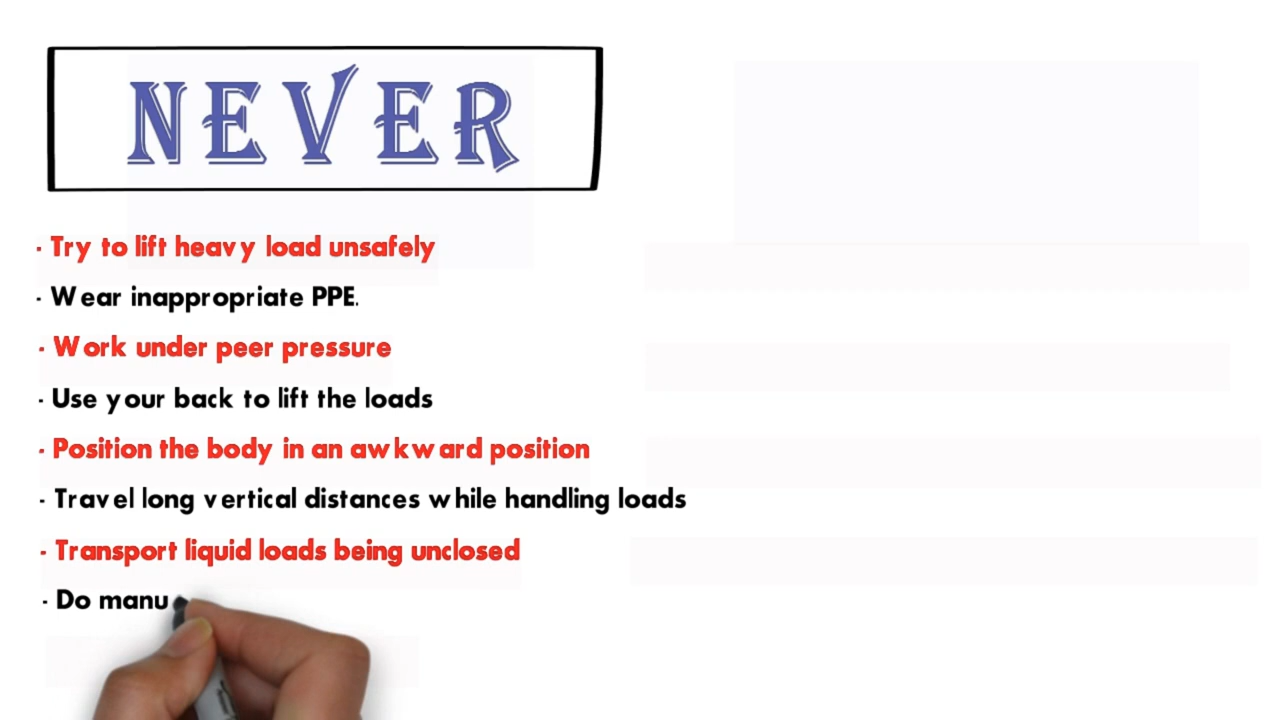 NEVER
- Try to lift heavy load unsafely
- Wear inappropriate PPE.
- Work under peer pressure
- Use your back to lift the loads
- Position the body in an awkward position
- Travel long vertical distances while handling loads
- Transport liquid loads being unclosed
- Do manu